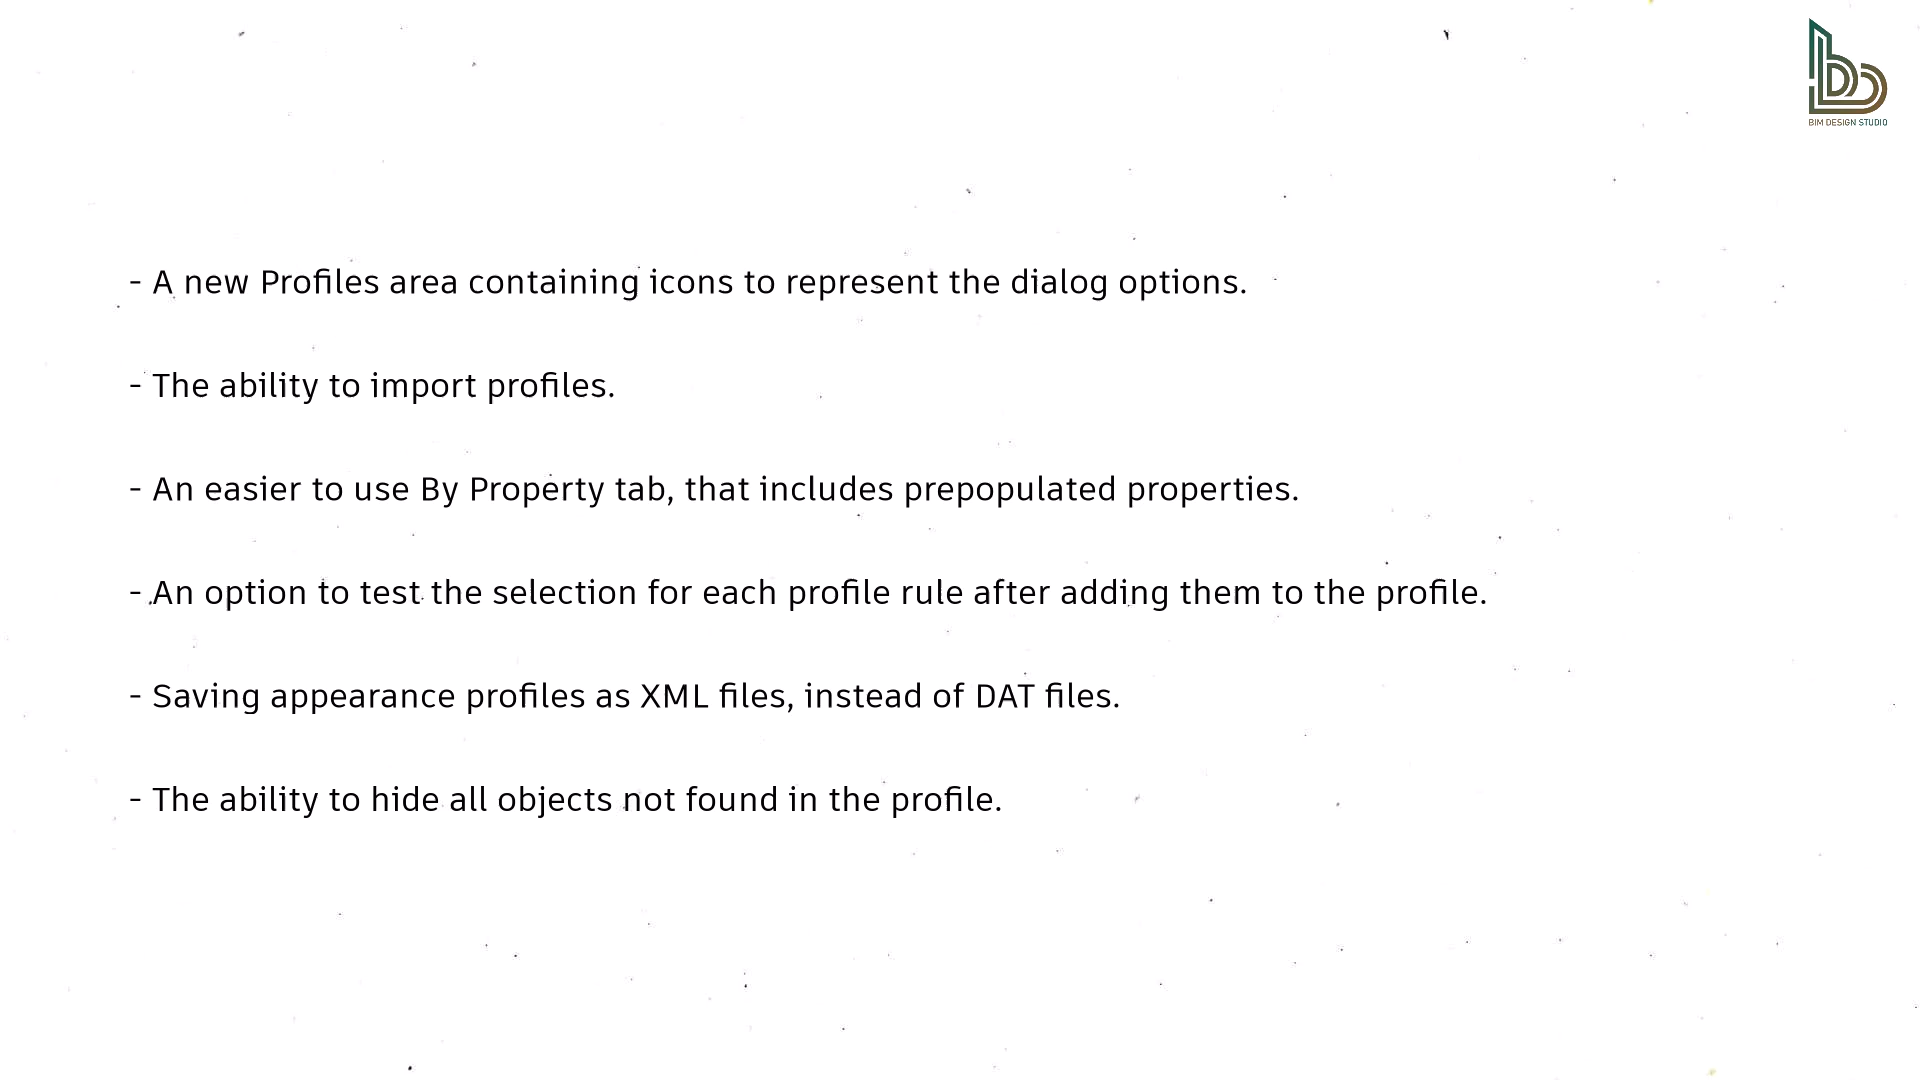 BIM DESIGN STUDIO
- A new Profiles area containing icons to represent the dialog options.
- The ability to import profiles.
- An easier to use By Property tab, that includes prepopulated properties.
- An option to test the selection for each profile rule after adding them to the profile.
- Saving appearance profiles as XML files, instead of DAT files.
- The ability to hide all objects not found in the profile.